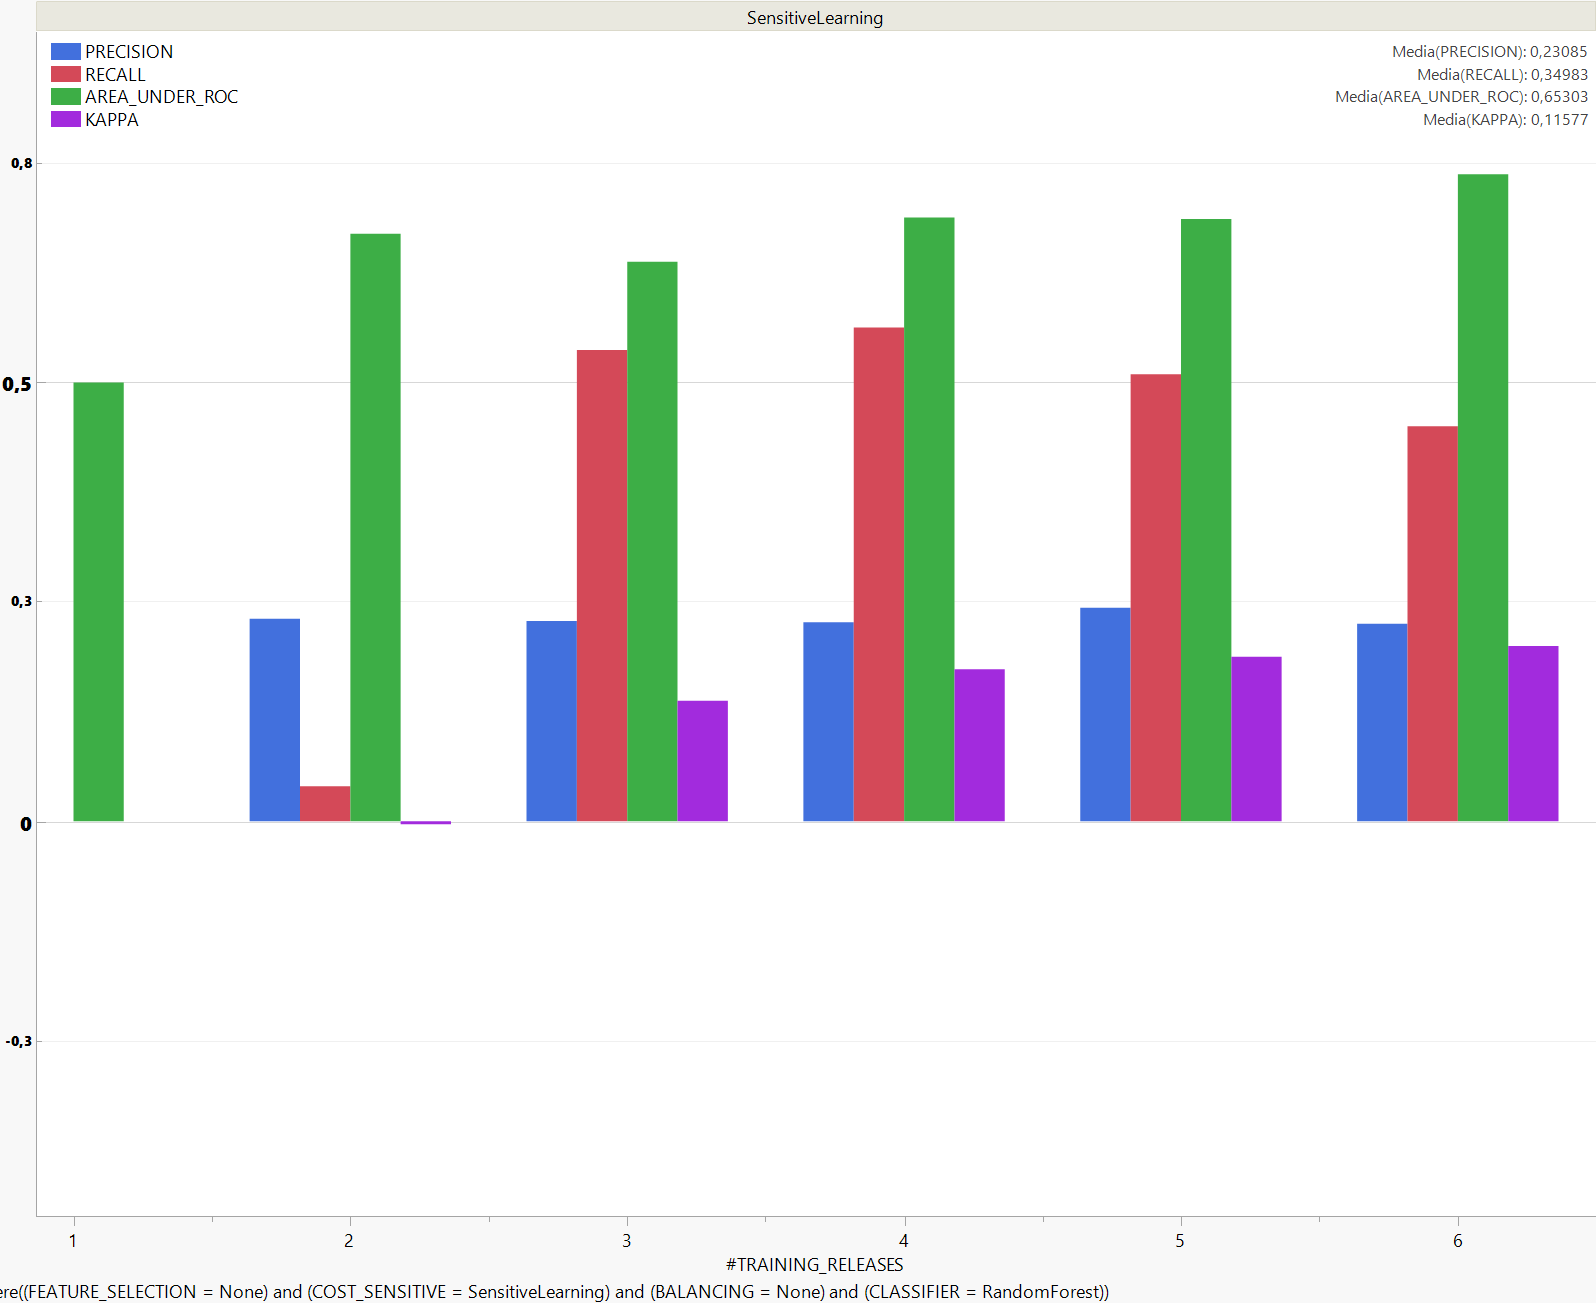 SensitiveLearning
PRECISION
RECALL
AREA_UNDER_ROC
KAPPA
Media(PRECISION): 0,23085
Media(RECALL): 0,34983
Media(AREA_UNDER_ROC): 0,65303
Media(KAPPA): 0,11577
0,8
0,5
0,3
0
-0,3
1 2 3 4 5 6
#TRAINING_RELEASES
ere((FEATURE_SELECTION = None) and (COST_SENSITIVE = SensitiveLearning) and (BALANCING = None) and (CLASSIFIER = RandomForest))